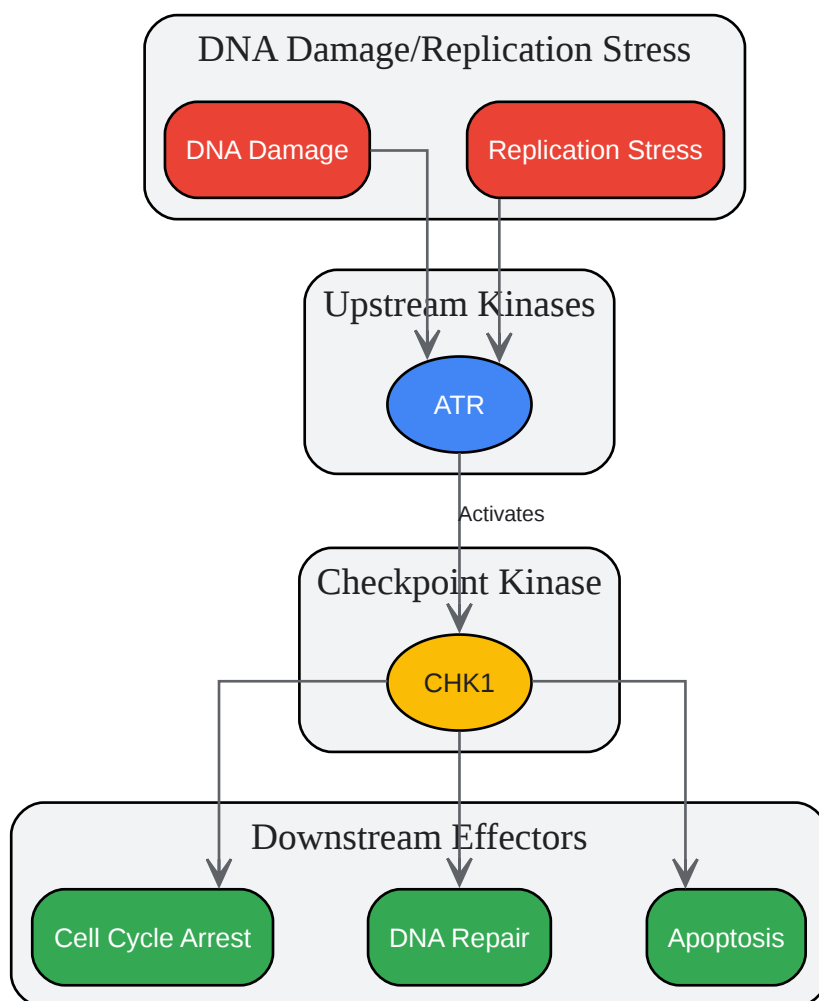 DNA Damage/Replication Stress
DNA Damage
Replication Stress
Upstream Kinases
ATR
Activates
Checkpoint Kinase
CHK1
Downstream Effectors
Cell Cycle Arrest
DNA Repair
Apoptosis